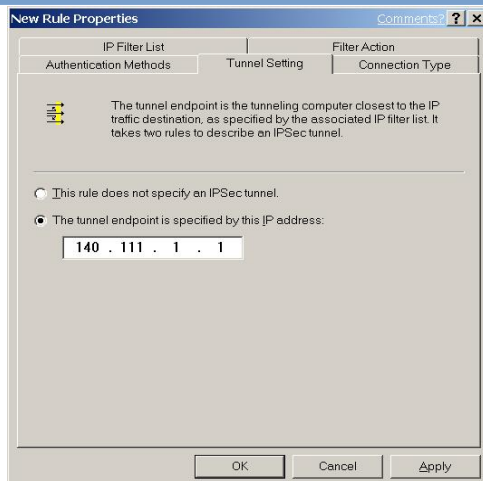 New Rule Properties Comments? ? ×
IP Filter List Filter Action
Authentication Methods Tunnel Setting Connection Type
The tunnel endpoint is the tunneling computer closest to the IP
traffic destination, as specified by the associated IP filter list. It
takes two rules to describe an IPSec tunnel.
This rule does not specify an IPSec tunnel.
The tunnel endpoint is specified by this IP address:
140 . 111 . 1 . 1
OK Cancel Apply